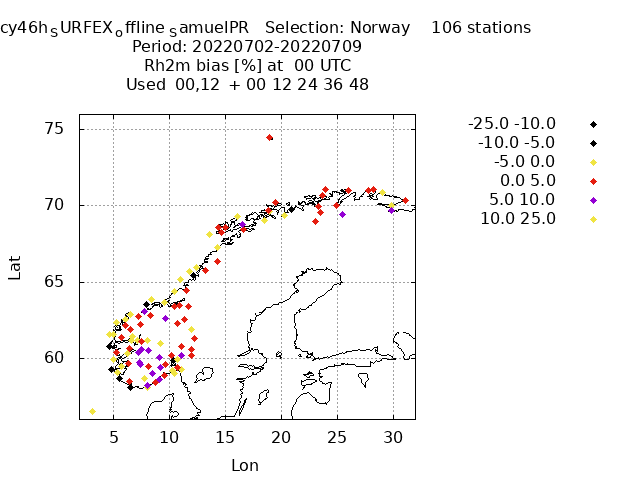 cy46h_SURFEX_offline_SamuelPR Selection: Norway 106 stations
Period: 20220702-20220709
Rh2m bias [%] at 00 UTC
Used 00,12 + 00 12 24 36 48
-25.0 -10.0
-10.0 -5.0
-5.0 0.0
0.0 5.0
5.0 10.0
10.0 25.0
75
70
65
60
Lat
5 10 15 20 25 30
Lon